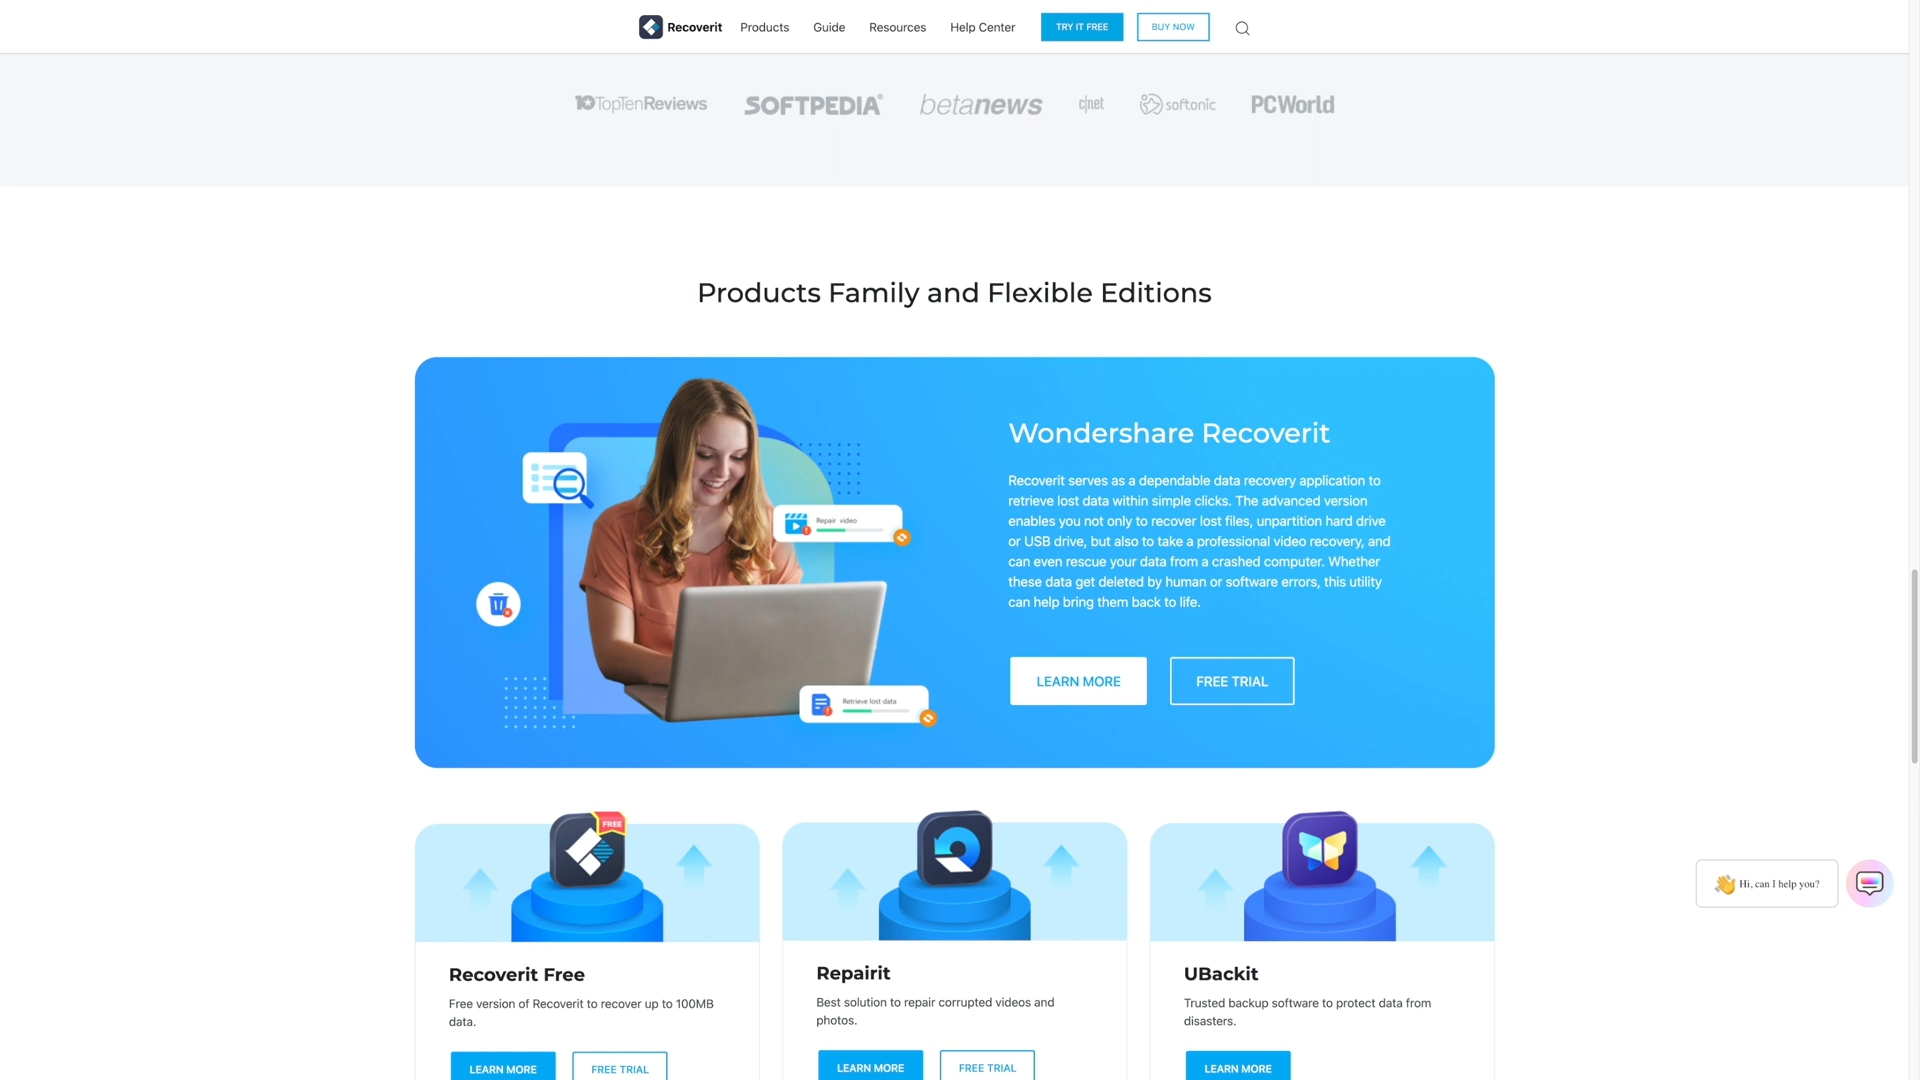 Recoverit Products Guide Resources Help Center TRY IT FREE BUY NOW
10 TopTenReviews SOFTPEDIA® betanews c|net softonic PCWorld
Products Family and Flexible Editions
Wondershare Recoverit
Recoverit serves as a dependable data recovery application to
retrieve lost data within simple clicks. The advanced version
enables you not only to recover lost files, unpartition hard drive
or USB drive, but also to take a professional video recovery, and
can even rescue your data from a crashed computer. Whether
these data get deleted by human or software errors, this utility
can help bring them back to life.
LEARN MORE FREE TRIAL
Repair video
Retrieve lost data
FREE
Recoverit Free
Free version of Recoverit to recover up to 100MB
data.
LEARN MORE FREE TRIAL
Repairit
Best solution to repair corrupted videos and
photos.
LEARN MORE FREE TRIAL
UBackit
Trusted backup software to protect data from
disasters.
LEARN MORE
👋 Hi, can I help you?